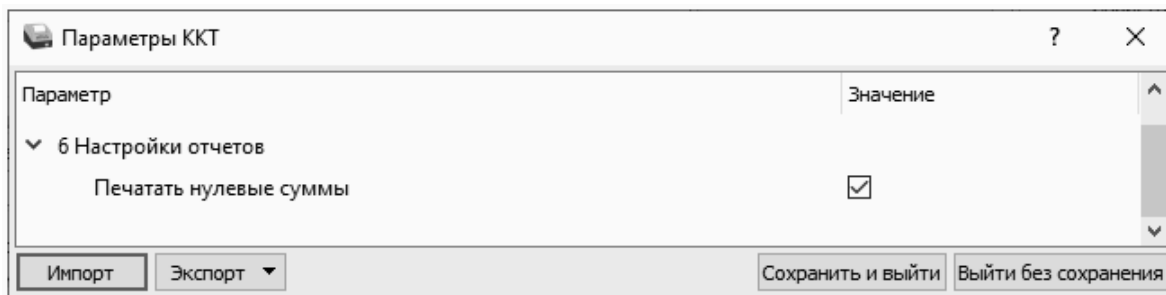 Параметры ККТ ?
Параметр Значение
6 Настройки отчетов
Печатать нулевые суммы
Импорт Экспорт Сохранить и выйти Выйти без сохранения